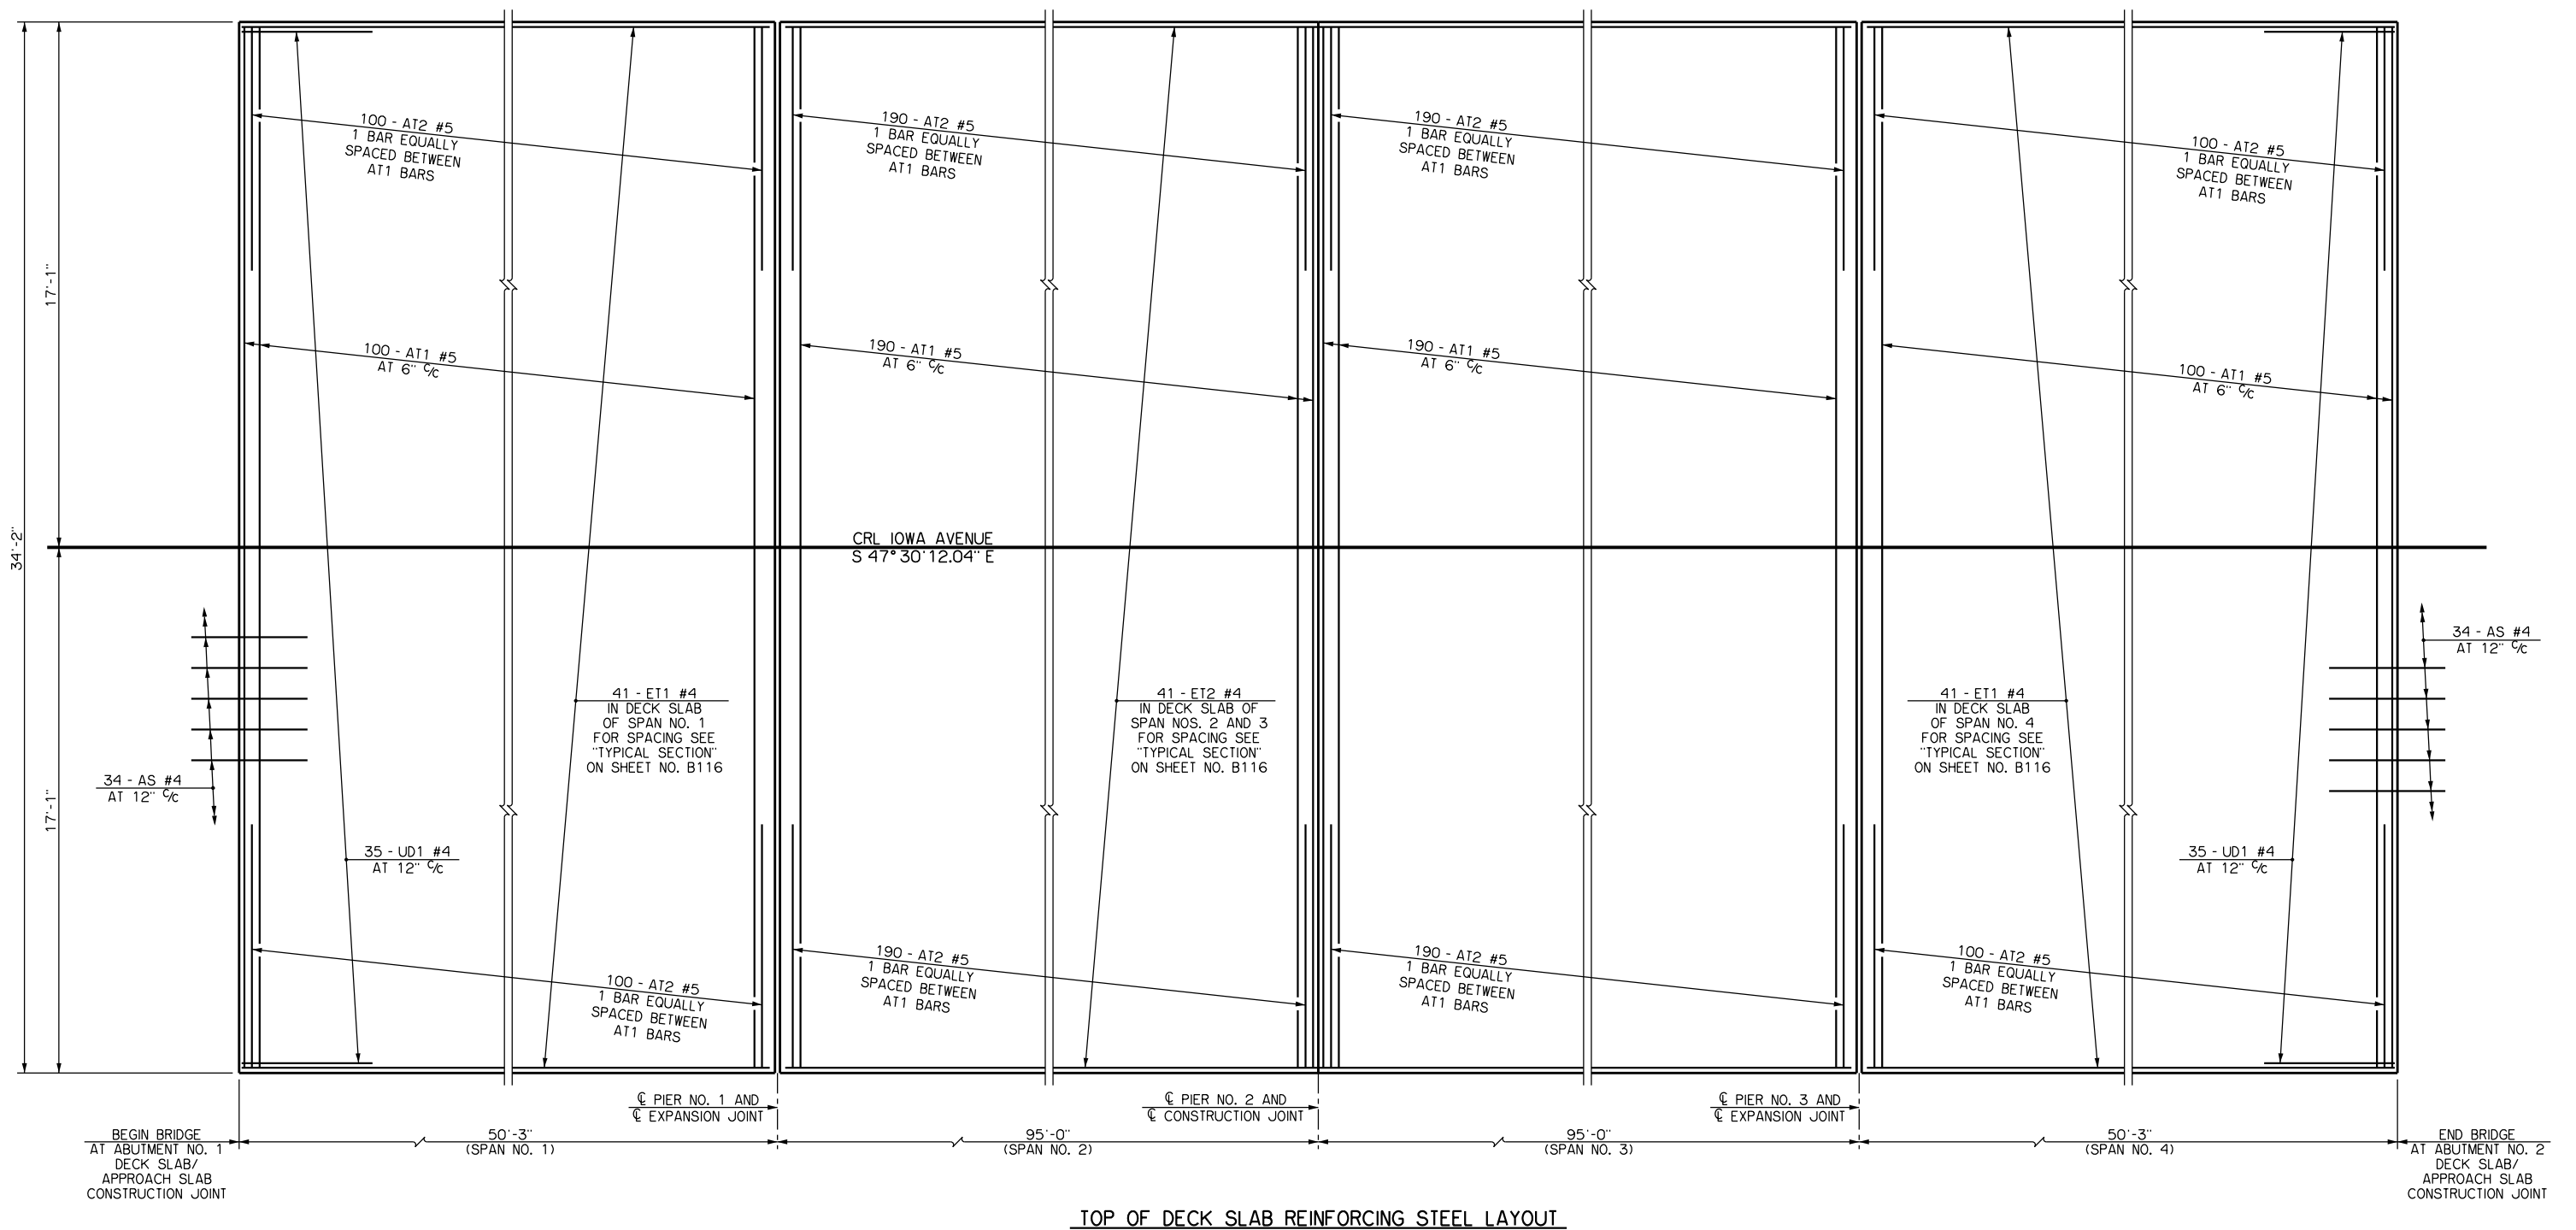 100 - AT2 #5
1 BAR EQUALLY
SPACED BETWEEN
AT1 BARS
190 - AT2 #5
1 BAR EQUALLY
SPACED BETWEEN
AT1 BARS
190 - AT2 #5
1 BAR EQUALLY
SPACED BETWEEN
AT1 BARS
100 - AT2 #5
1 BAR EQUALLY
SPACED BETWEEN
AT1 BARS
17'-1"
34'-2"
100 - AT1 #5
AT 6" C/C
190 - AT1 #5
AT 6" C/C
190 - AT1 #5
AT 6" C/C
100 - AT1 #5
AT 6" C/C
CRL IOWA AVENUE
S 47° 30' 12.04" E
34 - AS #4
AT 12" C/C
41 - ET1 #4
IN DECK SLAB
OF SPAN NO. 1
FOR SPACING SEE
"TYPICAL SECTION"
ON SHEET NO. B116
41 - ET2 #4
IN DECK SLAB OF
SPAN NOS. 2 AND 3
FOR SPACING SEE
"TYPICAL SECTION"
ON SHEET NO. B116
41 - ET1 #4
IN DECK SLAB
OF SPAN NO. 4
FOR SPACING SEE
"TYPICAL SECTION"
ON SHEET NO. B116
34 - AS #4
AT 12" C/C
17'-1"
35 - UD1 #4
AT 12" C/C
35 - UD1 #4
AT 12" C/C
100 - AT2 #5
1 BAR EQUALLY
SPACED BETWEEN
AT1 BARS
190 - AT2 #5
1 BAR EQUALLY
SPACED BETWEEN
AT1 BARS
190 - AT2 #5
1 BAR EQUALLY
SPACED BETWEEN
AT1 BARS
100 - AT2 #5
1 BAR EQUALLY
SPACED BETWEEN
AT1 BARS
℄ PIER NO. 1 AND
℄ EXPANSION JOINT
℄ PIER NO. 2 AND
℄ CONSTRUCTION JOINT
℄ PIER NO. 3 AND
℄ EXPANSION JOINT
BEGIN BRIDGE
AT ABUTMENT NO. 1
DECK SLAB/
APPROACH SLAB
CONSTRUCTION JOINT
50'-3"
(SPAN NO. 1)
95'-0"
(SPAN NO. 2)
95'-0"
(SPAN NO. 3)
50'-3"
(SPAN NO. 4)
END BRIDGE
AT ABUTMENT NO. 2
DECK SLAB/
APPROACH SLAB
CONSTRUCTION JOINT
TOP OF DECK SLAB REINFORCING STEEL LAYOUT